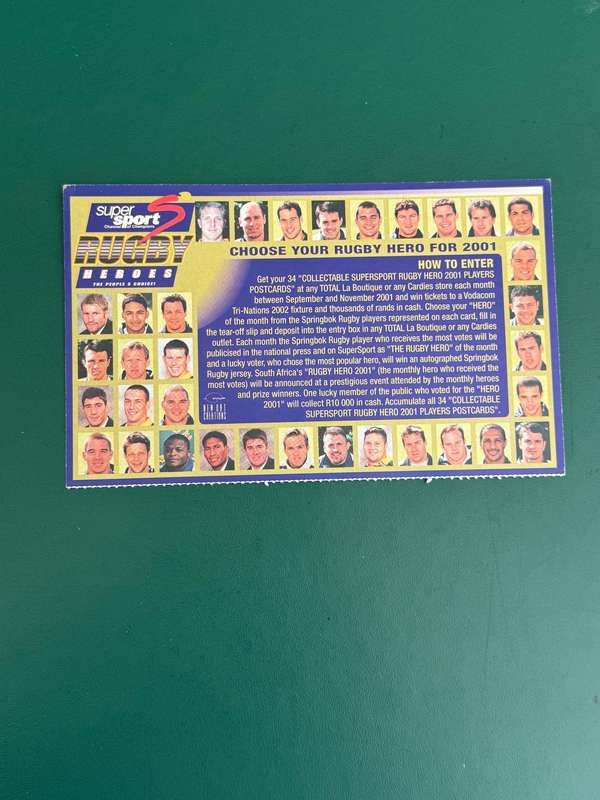 super
sport
Channel of Champions
RUGBY
HEROES
THE PEOPLE'S CHOICE!
CHOOSE YOUR RUGBY HERO FOR 2001
HOW TO ENTER
Get your 34 "COLLECTABLE SUPERSPORT RUGBY HERO 2001 PLAYERS
POSTCARDS" at any TOTAL La Boutique or any Cardies store each month
between September and November 2001 and win tickets to a Vodacom
Tri-Nations 2002 fixture and thousands of rands in cash. Choose your "HERO"
of the month from the Springbok Rugby players represented on each card, fill in
the tear-off slip and deposit into the entry box in any TOTAL La Boutique or any Cardies
outlet. Each month the Springbok Rugby player who receives the most votes will be
publicised in the national press and on SuperSport as "THE RUGBY HERO" of the month
and a lucky voter, who chose the most popular hero, will win an autographed Springbok
Rugby jersey. South Africa's "RUGBY HERO 2001" (the monthly hero who received the
most votes) will be announced at a prestigious event attended by the monthly heroes
and prize winners. One lucky member of the public who voted for the "HERO
2001" will collect R10 000 in cash. Accumulate all 34 "COLLECTABLE
SUPERSPORT RUGBY HERO 2001 PLAYERS POSTCARDS".
NEW DOT
CREATIONS